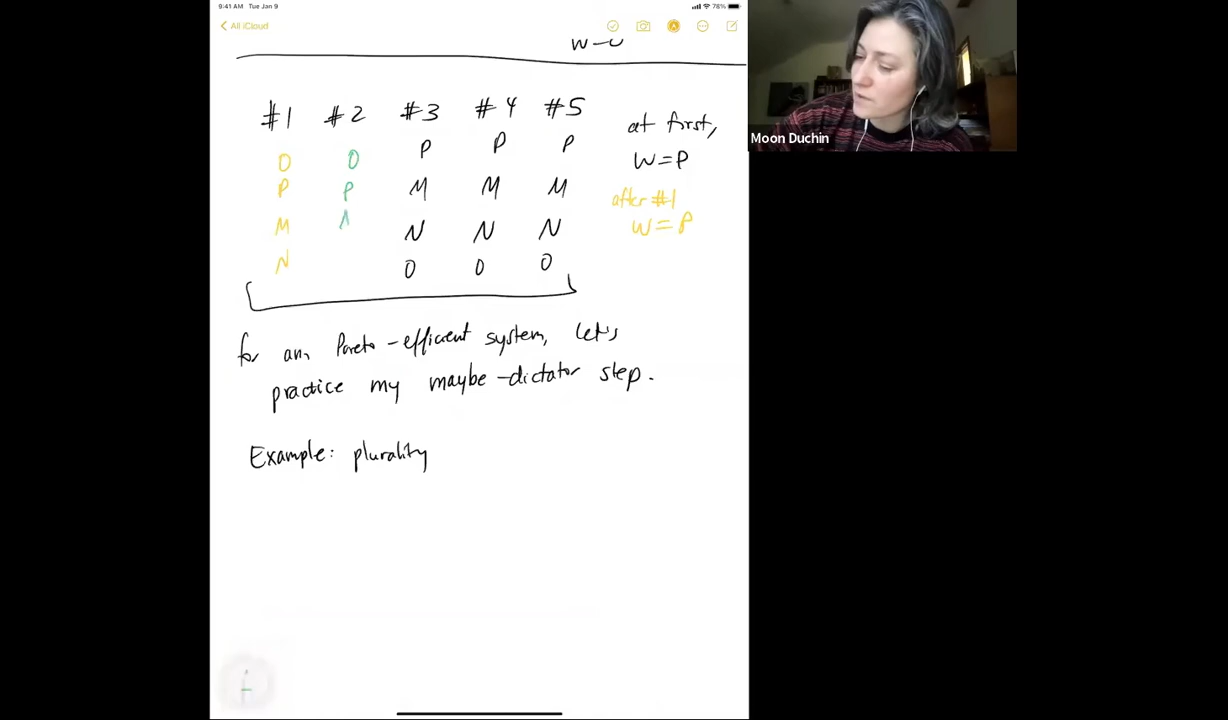 9:41 AM Tue Jan 9
78%
All iCloud
Moon Duchin
#1 #2 #3 #4 #5
O O P P P
P P M M M
M N N N
N O O O
at first,
W=P
after #1
W=P
for any Pareto-efficient system, let's
practice my maybe-dictator step.
Example: plurality